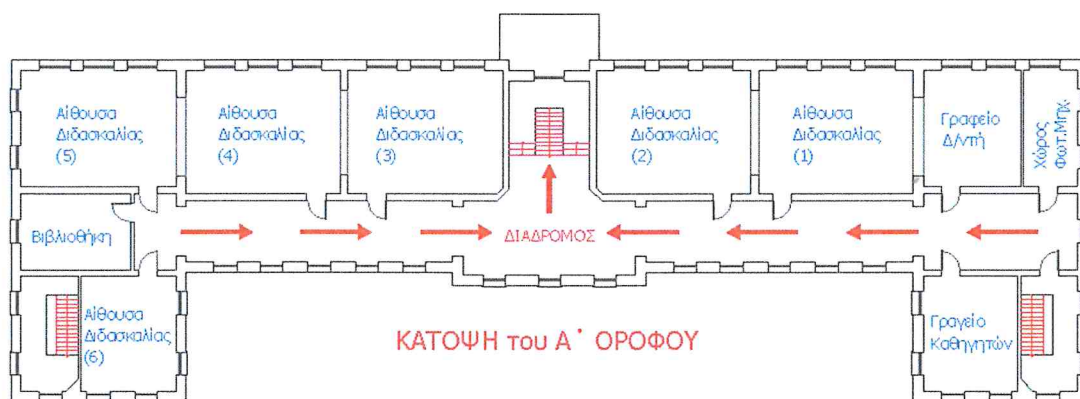 Αίθουσα
Διδασκαλίας
(5)
Αίθουσα
Διδασκαλίας
(4)
Αίθουσα
Διδασκαλίας
(3)
Αίθουσα
Διδασκαλίας
(2)
Αίθουσα
Διδασκαλίας
(1)
Γραφείο
Δ/ντή
Χώρος
Φωτ.Μηχ.
Βιβλιοθήκη
ΔΙΑΔΡΟΜΟΣ
Αίθουσα
Διδασκαλίας
(6)
ΚΑΤΟΨΗ του Α΄ ΟΡΟΦΟΥ
Γραγείο
Καθηγητών